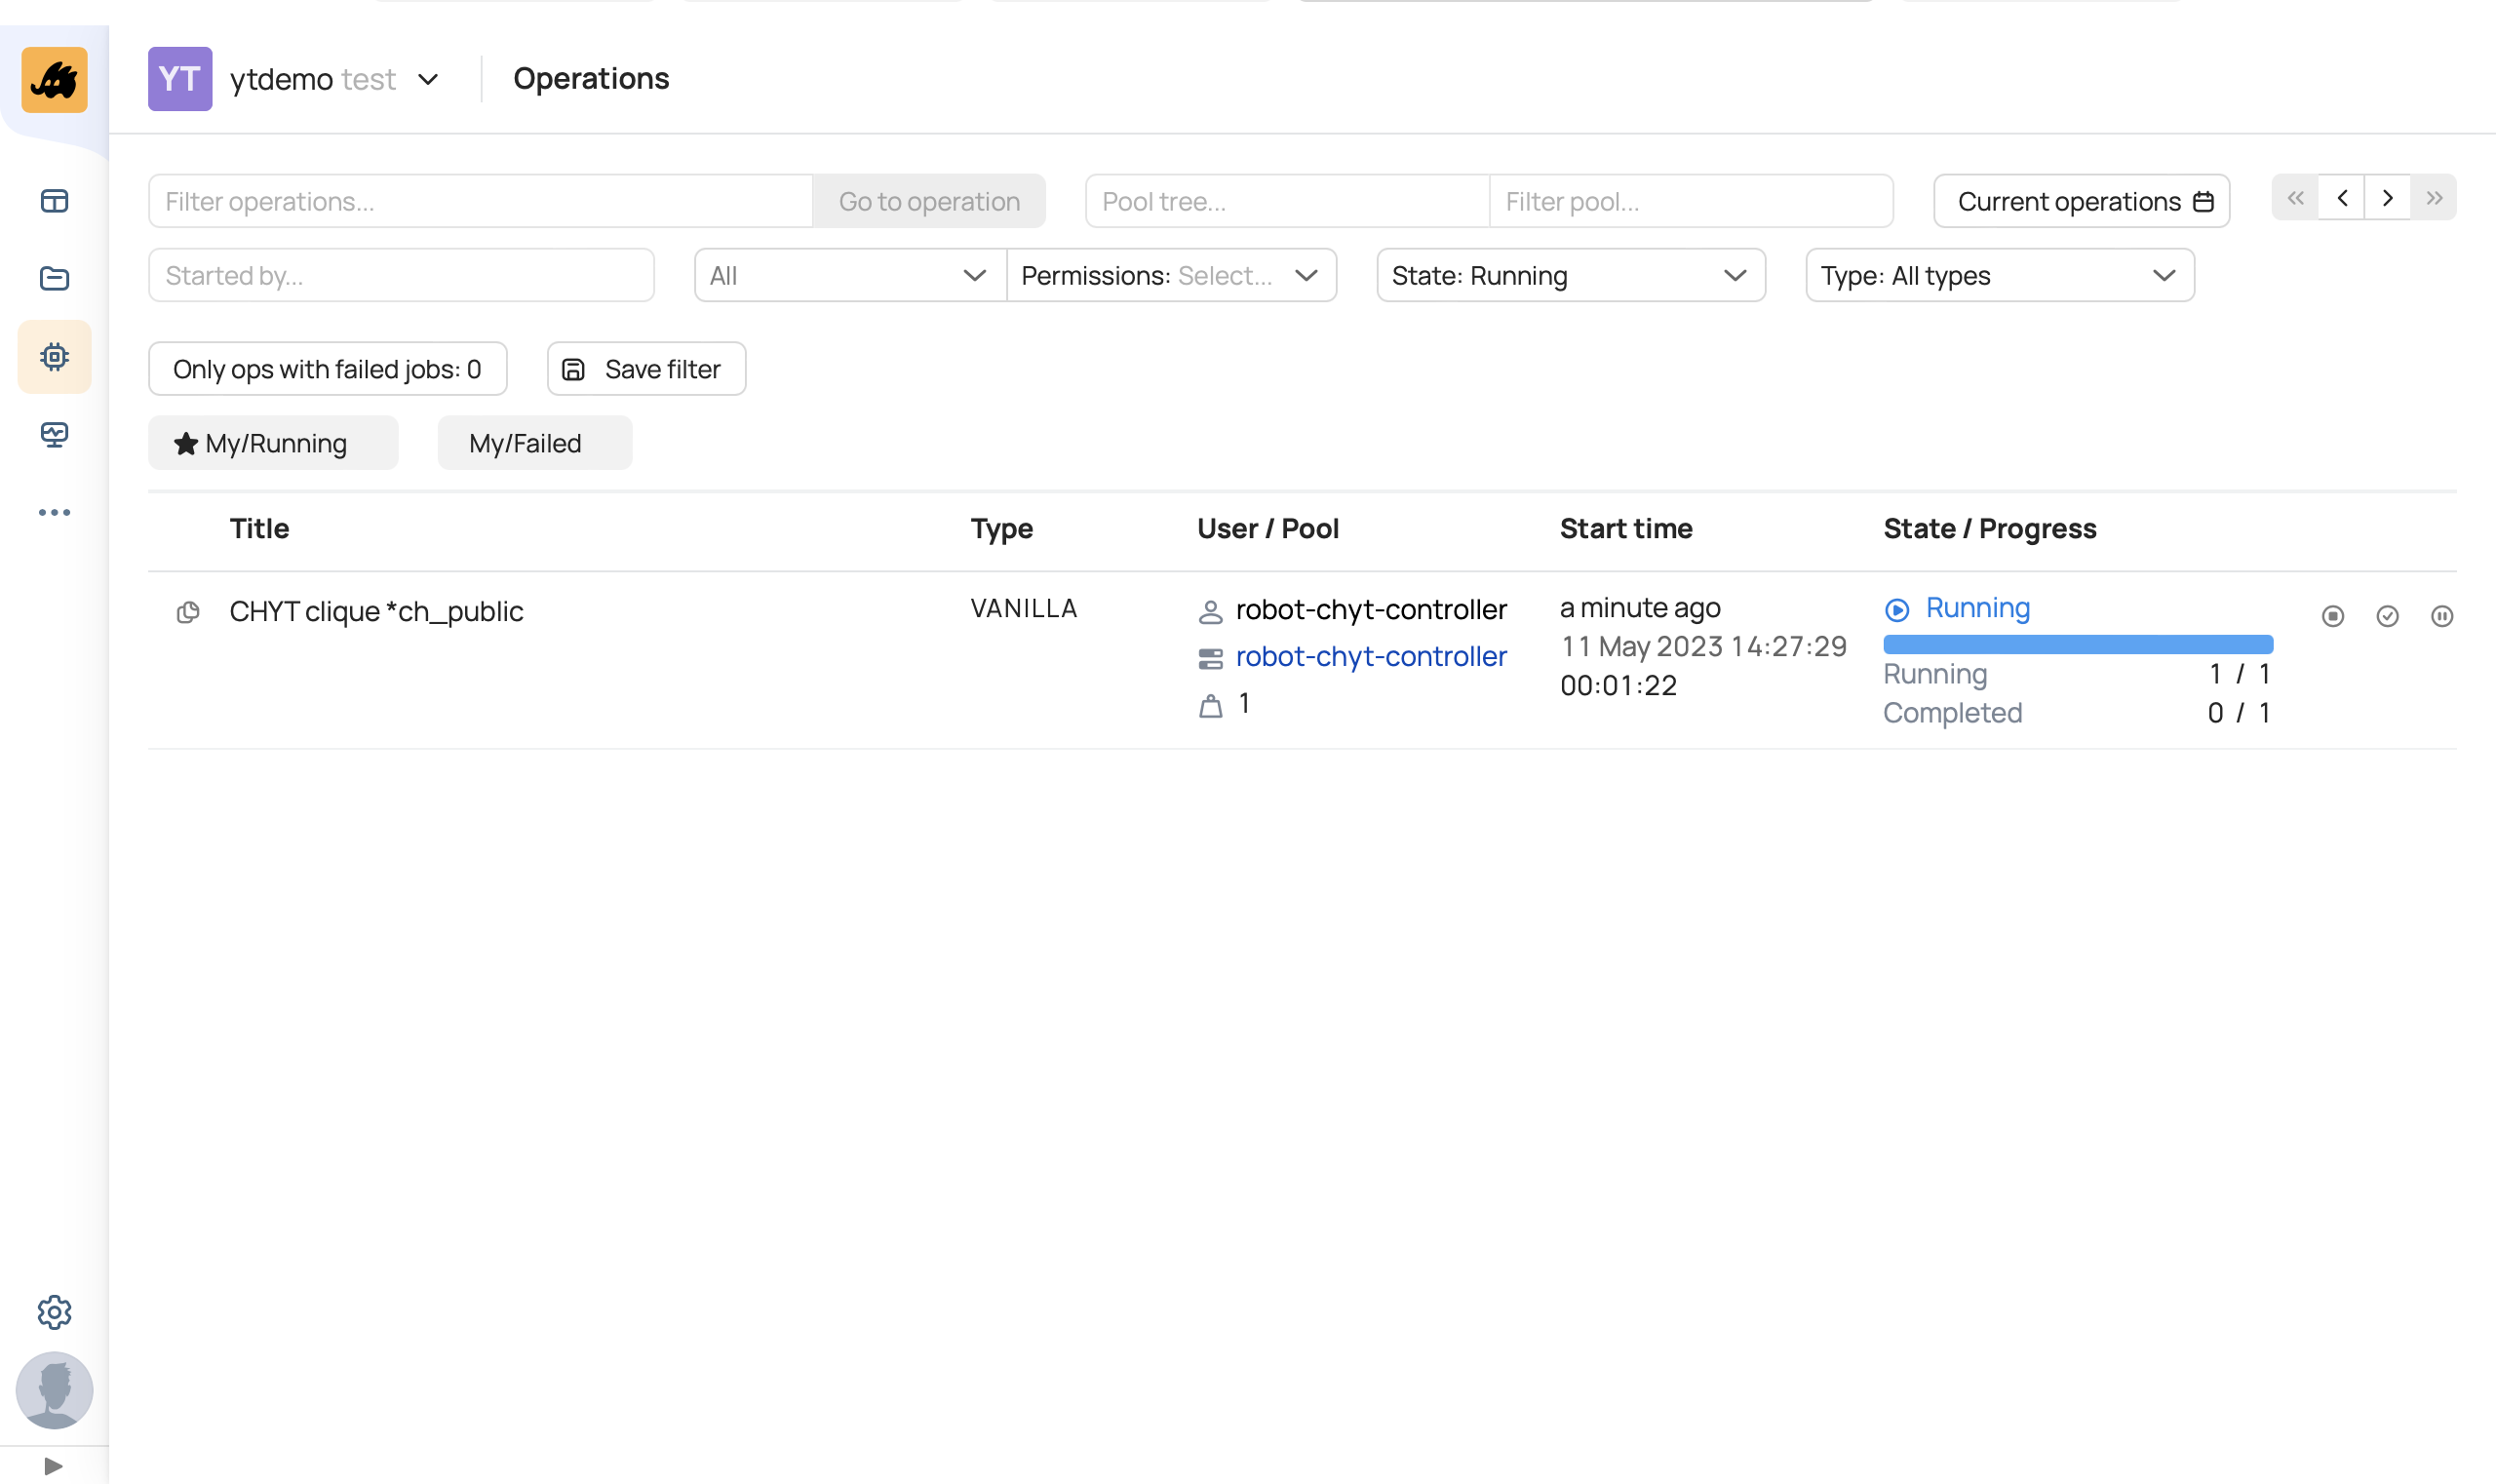 YT ytdemo test Operations
Filter operations... Go to operation Pool tree... Filter pool... Current operations
Started by... All Permissions: Select... State: Running Type: All types
Only ops with failed jobs: 0 Save filter
My/Running My/Failed
Title Type User / Pool Start time State / Progress
CHYT clique *ch_public VANILLA robot-chyt-controller a minute ago Running
robot-chyt-controller 11 May 2023 14:27:29
Running 1 / 1
1 00:01:22
Completed 0 / 1